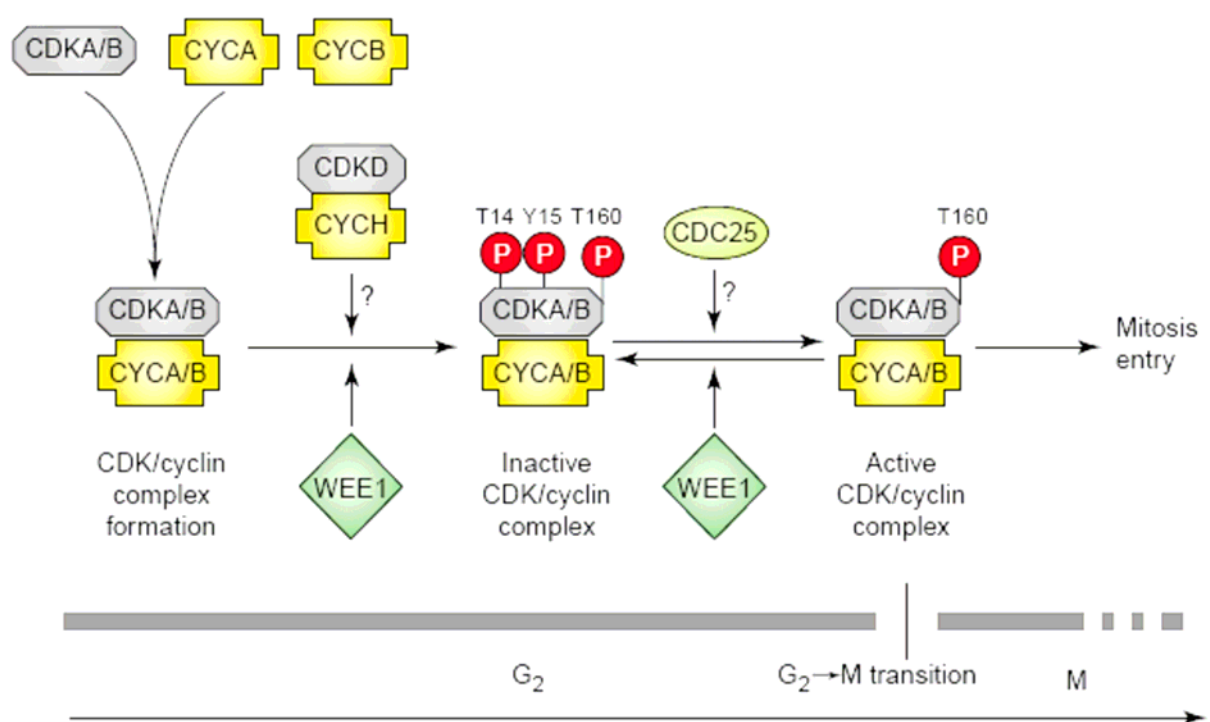 CDKA/B CYCA CYCB
CDKD
CYCH
T14 Y15 T160
P P P
CDC25
T160
P
?
?
CDKA/B
CYCA/B
CDKA/B
CYCA/B
CDKA/B
CYCA/B
Mitosis
entry
WEE1
WEE1
CDK/cyclin
complex
formation
Inactive
CDK/cyclin
complex
Active
CDK/cyclin
complex
G2
G2→M transition
M